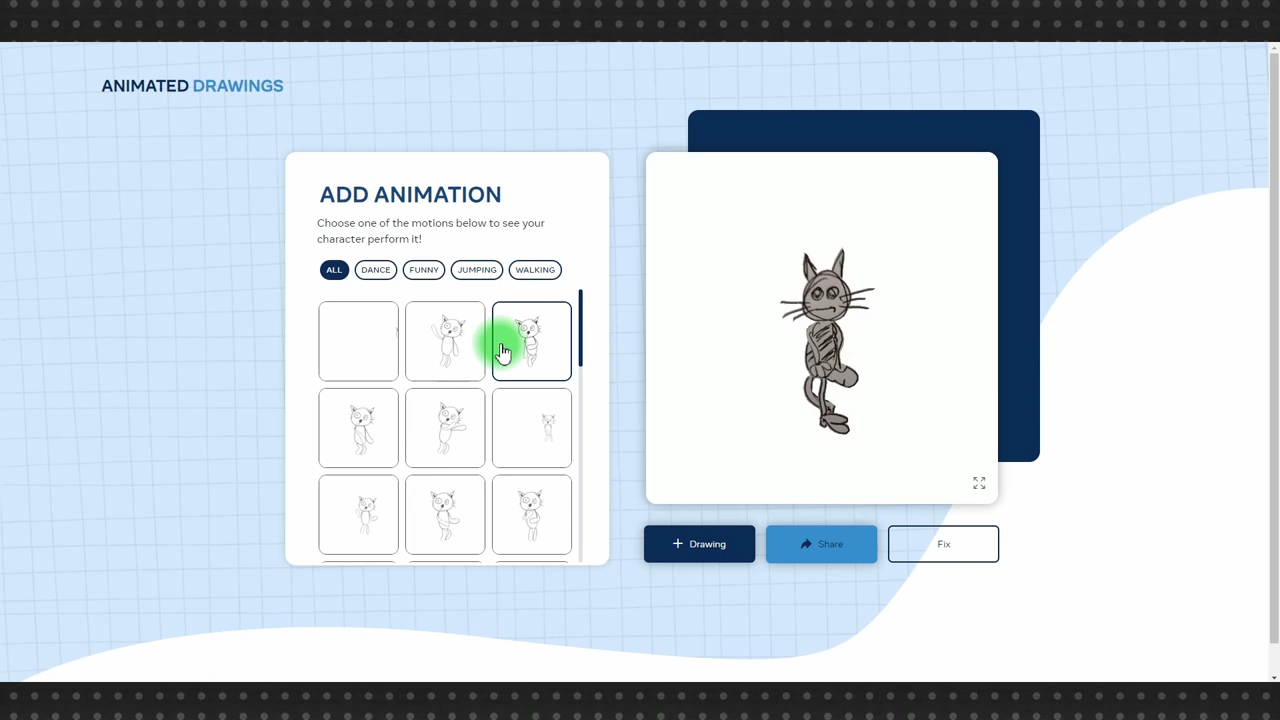 ANIMATED DRAWINGS
ADD ANIMATION
Choose one of the motions below to see your
character perform it!
ALL DANCE FUNNY JUMPING WALKING
+ Drawing Share Fix